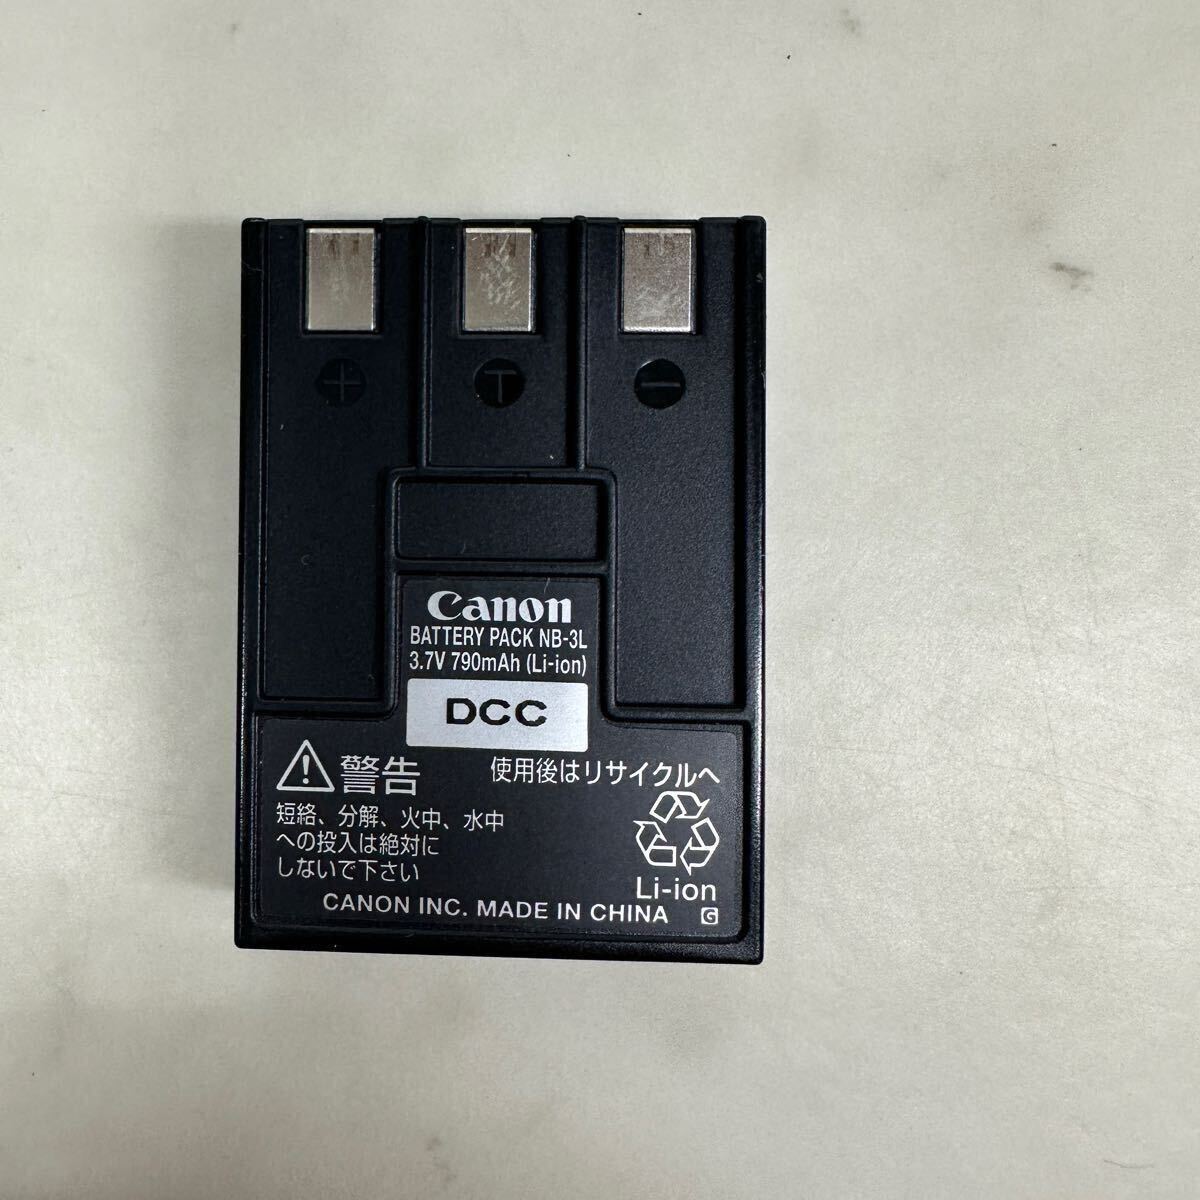 + T −
Canon
BATTERY PACK NB-3L
3.7V 790mAh (Li-ion)
DCC
警告
短絡、分解、火中、水中
への投入は絶対に
しないで下さい
使用後はリサイクルへ
Li-ion
CANON INC. MADE IN CHINA G